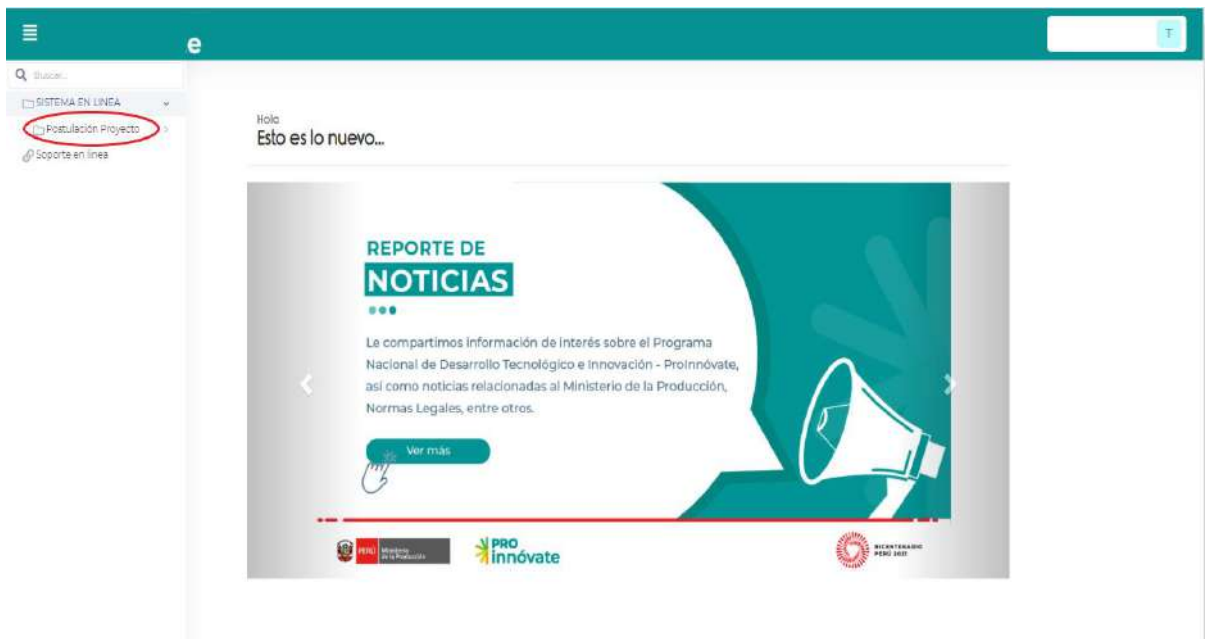 e
T
Buscar...
SISTEMA EN LINEA
Postulación Proyecto
Soporte en linea
Hola
Esto es lo nuevo...
REPORTE DE
NOTICIAS
Le compartimos información de interés sobre el Programa
Nacional de Desarrollo Tecnológico e Innovación - ProInnóvate,
así como noticias relacionadas al Ministerio de la Producción,
Normas Legales, entre otros.
Ver más
PERÚ
Ministerio
de la Producción
PRO
innóvate
BICENTENARIO
PERÚ 2021